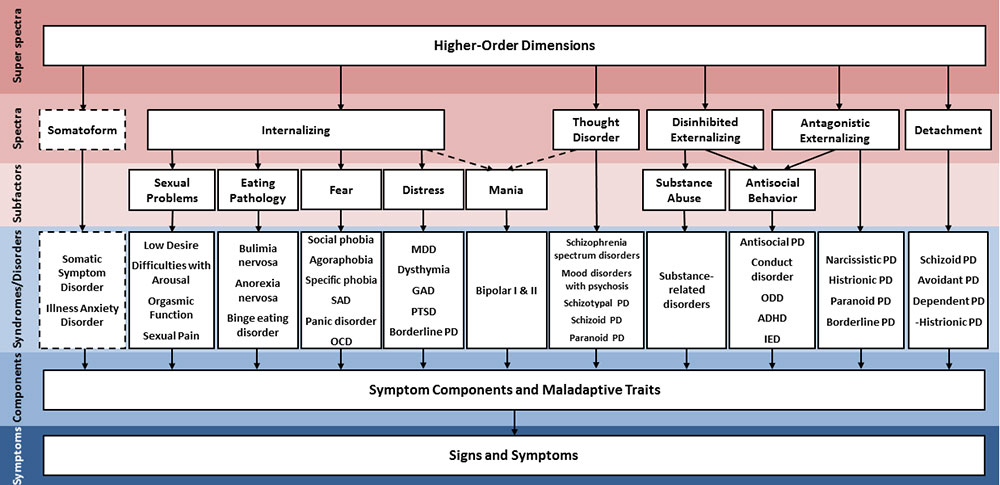 Super spectra
Higher-Order Dimensions
Spectra
Somatoform
Internalizing
Thought
Disorder
Disinhibited
Externalizing
Antagonistic
Externalizing
Detachment
Subfactors
Sexual
Problems
Eating
Pathology
Fear
Distress
Mania
Substance
Abuse
Antisocial
Behavior
Syndromes/Disorders
Somatic
Symptom
Disorder
Illness Anxiety
Disorder
Low Desire
Difficulties with
Arousal
Orgasmic
Function
Sexual Pain
Bulimia
nervosa
Anorexia
nervosa
Binge eating
disorder
Social phobia
Agoraphobia
Specific phobia
SAD
Panic disorder
OCD
MDD
Dysthymia
GAD
PTSD
Borderline PD
Bipolar I & II
Schizophrenia
spectrum disorders
Mood disorders
with psychosis
Schizotypal PD
Schizoid PD
Paranoid PD
Substance-
related
disorders
Antisocial PD
Conduct
disorder
ODD
ADHD
IED
Narcissistic PD
Histrionic PD
Paranoid PD
Borderline PD
Schizoid PD
Avoidant PD
Dependent PD
-Histrionic PD
Components
Symptom Components and Maladaptive Traits
Symptoms
Signs and Symptoms